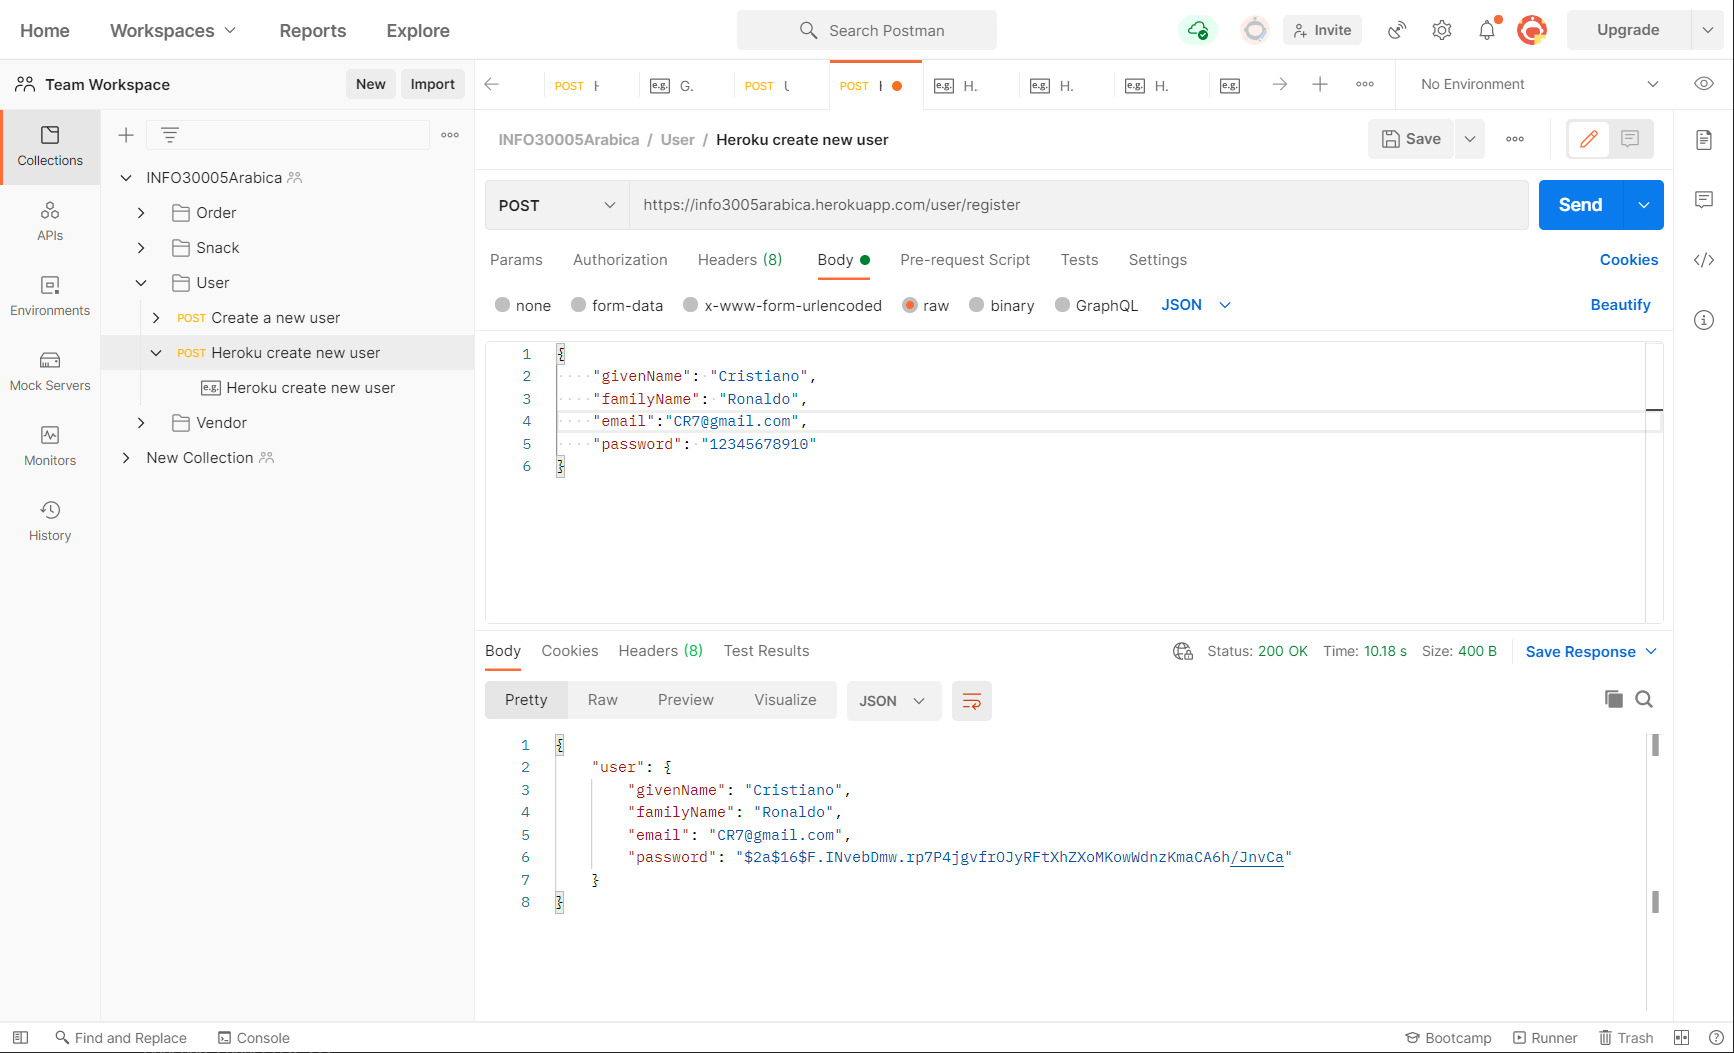 Home Workspaces Reports Explore Search Postman Invite Upgrade
Team Workspace New Import
POST e.g. G. POST POST e.g. H. e.g. H. e.g. H. e.g. No Environment
Collections
APIs
Environments
Mock Servers
Monitors
History
INFO30005Arabica
Order
Snack
User
POST Create a new user
POST Heroku create new user
e.g. Heroku create new user
Vendor
New Collection
INFO30005Arabica / User / Heroku create new user Save
POST https://info3005arabica.herokuapp.com/user/register Send
Params Authorization Headers (8) Body Pre-request Script Tests Settings Cookies
none form-data x-www-form-urlencoded raw binary GraphQL JSON Beautify
1 {
2 "givenName": "Cristiano",
3 "familyName": "Ronaldo",
4 "email":"CR7@gmail.com",
5 "password": "12345678910"
6 }
Body Cookies Headers (8) Test Results Status: 200 OK Time: 10.18 s Size: 400 B Save Response
Pretty Raw Preview Visualize JSON
1 {
2 "user": {
3 "givenName": "Cristiano",
4 "familyName": "Ronaldo",
5 "email": "CR7@gmail.com",
6 "password": "$2a$16$F.INvebDmw.rp7P4jgvfrOJyRFtXhZXoMKowWdnzKmaCA6h/JnvCa"
7 }
8 }
Find and Replace Console Bootcamp Runner Trash